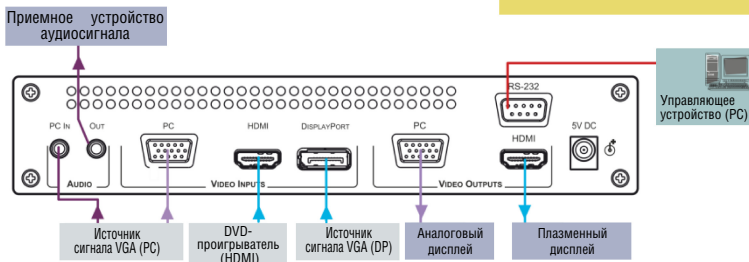 Приемное устройство
аудиосигнала
RS-232
Управляющее
устройство (PC)
PC IN
OUT
PC
HDMI
DISPLAYPORT
PC
HDMI
5V DC
AUDIO
VIDEO INPUTS
VIDEO OUTPUTS
Источник
сигнала VGA (PC)
DVD-
проигрыватель
(HDMI)
Источник
сигнала VGA (DP)
Аналоговый
дисплей
Плазменный
дисплей